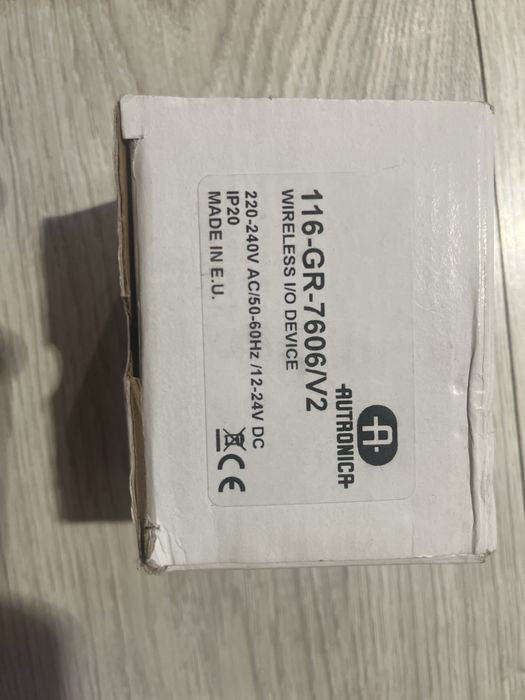 AUTRONICA
116-GR-7606/V2
WIRELESS I/O DEVICE
220-240V AC/50-60Hz /12-24V DC
IP20
MADE IN E.U.
CE